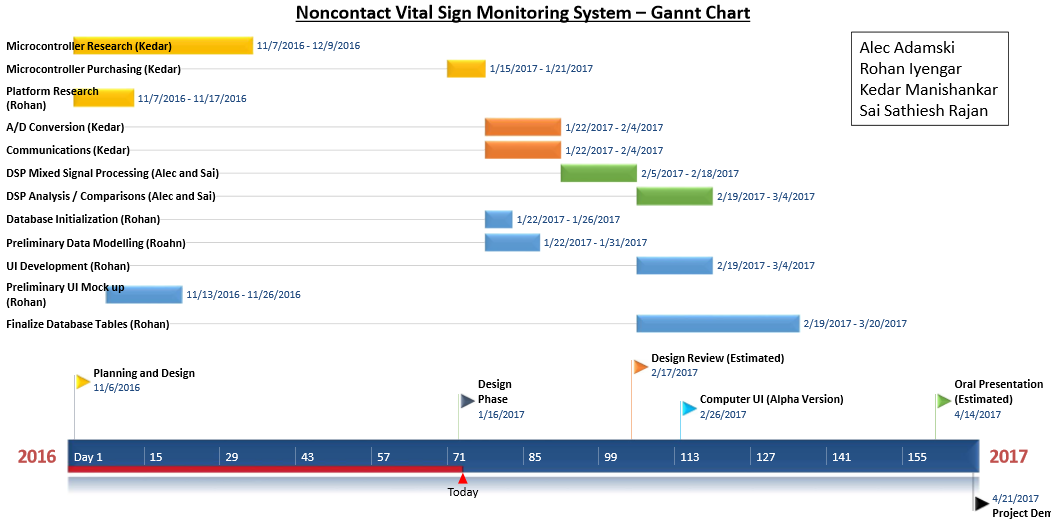 Noncontact Vital Sign Monitoring System – Gannt Chart
Alec Adamski
Rohan Iyengar
Kedar Manishankar
Sai Sathiesh Rajan
Microcontroller Research (Kedar) 11/7/2016 - 12/9/2016
Microcontroller Purchasing (Kedar) 1/15/2017 - 1/21/2017
Platform Research
(Rohan) 11/7/2016 - 11/17/2016
A/D Conversion (Kedar) 1/22/2017 - 2/4/2017
Communications (Kedar) 1/22/2017 - 2/4/2017
DSP Mixed Signal Processing (Alec and Sai) 2/5/2017 - 2/18/2017
DSP Analysis / Comparisons (Alec and Sai) 2/19/2017 - 3/4/2017
Database Initialization (Rohan) 1/22/2017 - 1/26/2017
Preliminary Data Modelling (Roahn) 1/22/2017 - 1/31/2017
UI Development (Rohan) 2/19/2017 - 3/4/2017
Preliminary UI Mock up
(Rohan) 11/13/2016 - 11/26/2016
Finalize Database Tables (Rohan) 2/19/2017 - 3/20/2017
Planning and Design
11/6/2016
Design
Phase
1/16/2017
Design Review (Estimated)
2/17/2017
Computer UI (Alpha Version)
2/26/2017
Oral Presentation
(Estimated)
4/14/2017
2016 Day 1 15 29 43 57 71 85 99 113 127 141 155 2017
Today
4/21/2017
Project Dem